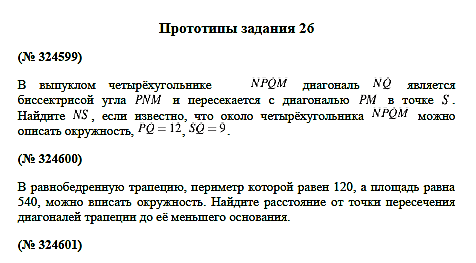 Прототипы задания 26
(№ 324599)
В выпуклом четырёхугольнике NPQM диагональ NQ является
биссектрисой угла PNM и пересекается с диагональю PM в точке S .
Найдите NS , если известно, что около четырёхугольника NPQM можно
описать окружность, PQ = 12 , SQ = 9 .
(№ 324600)
В равнобедренную трапецию, периметр которой равен 120, а площадь равна
540, можно вписать окружность. Найдите расстояние от точки пересечения
диагоналей трапеции до её меньшего основания.
(№ 324601)